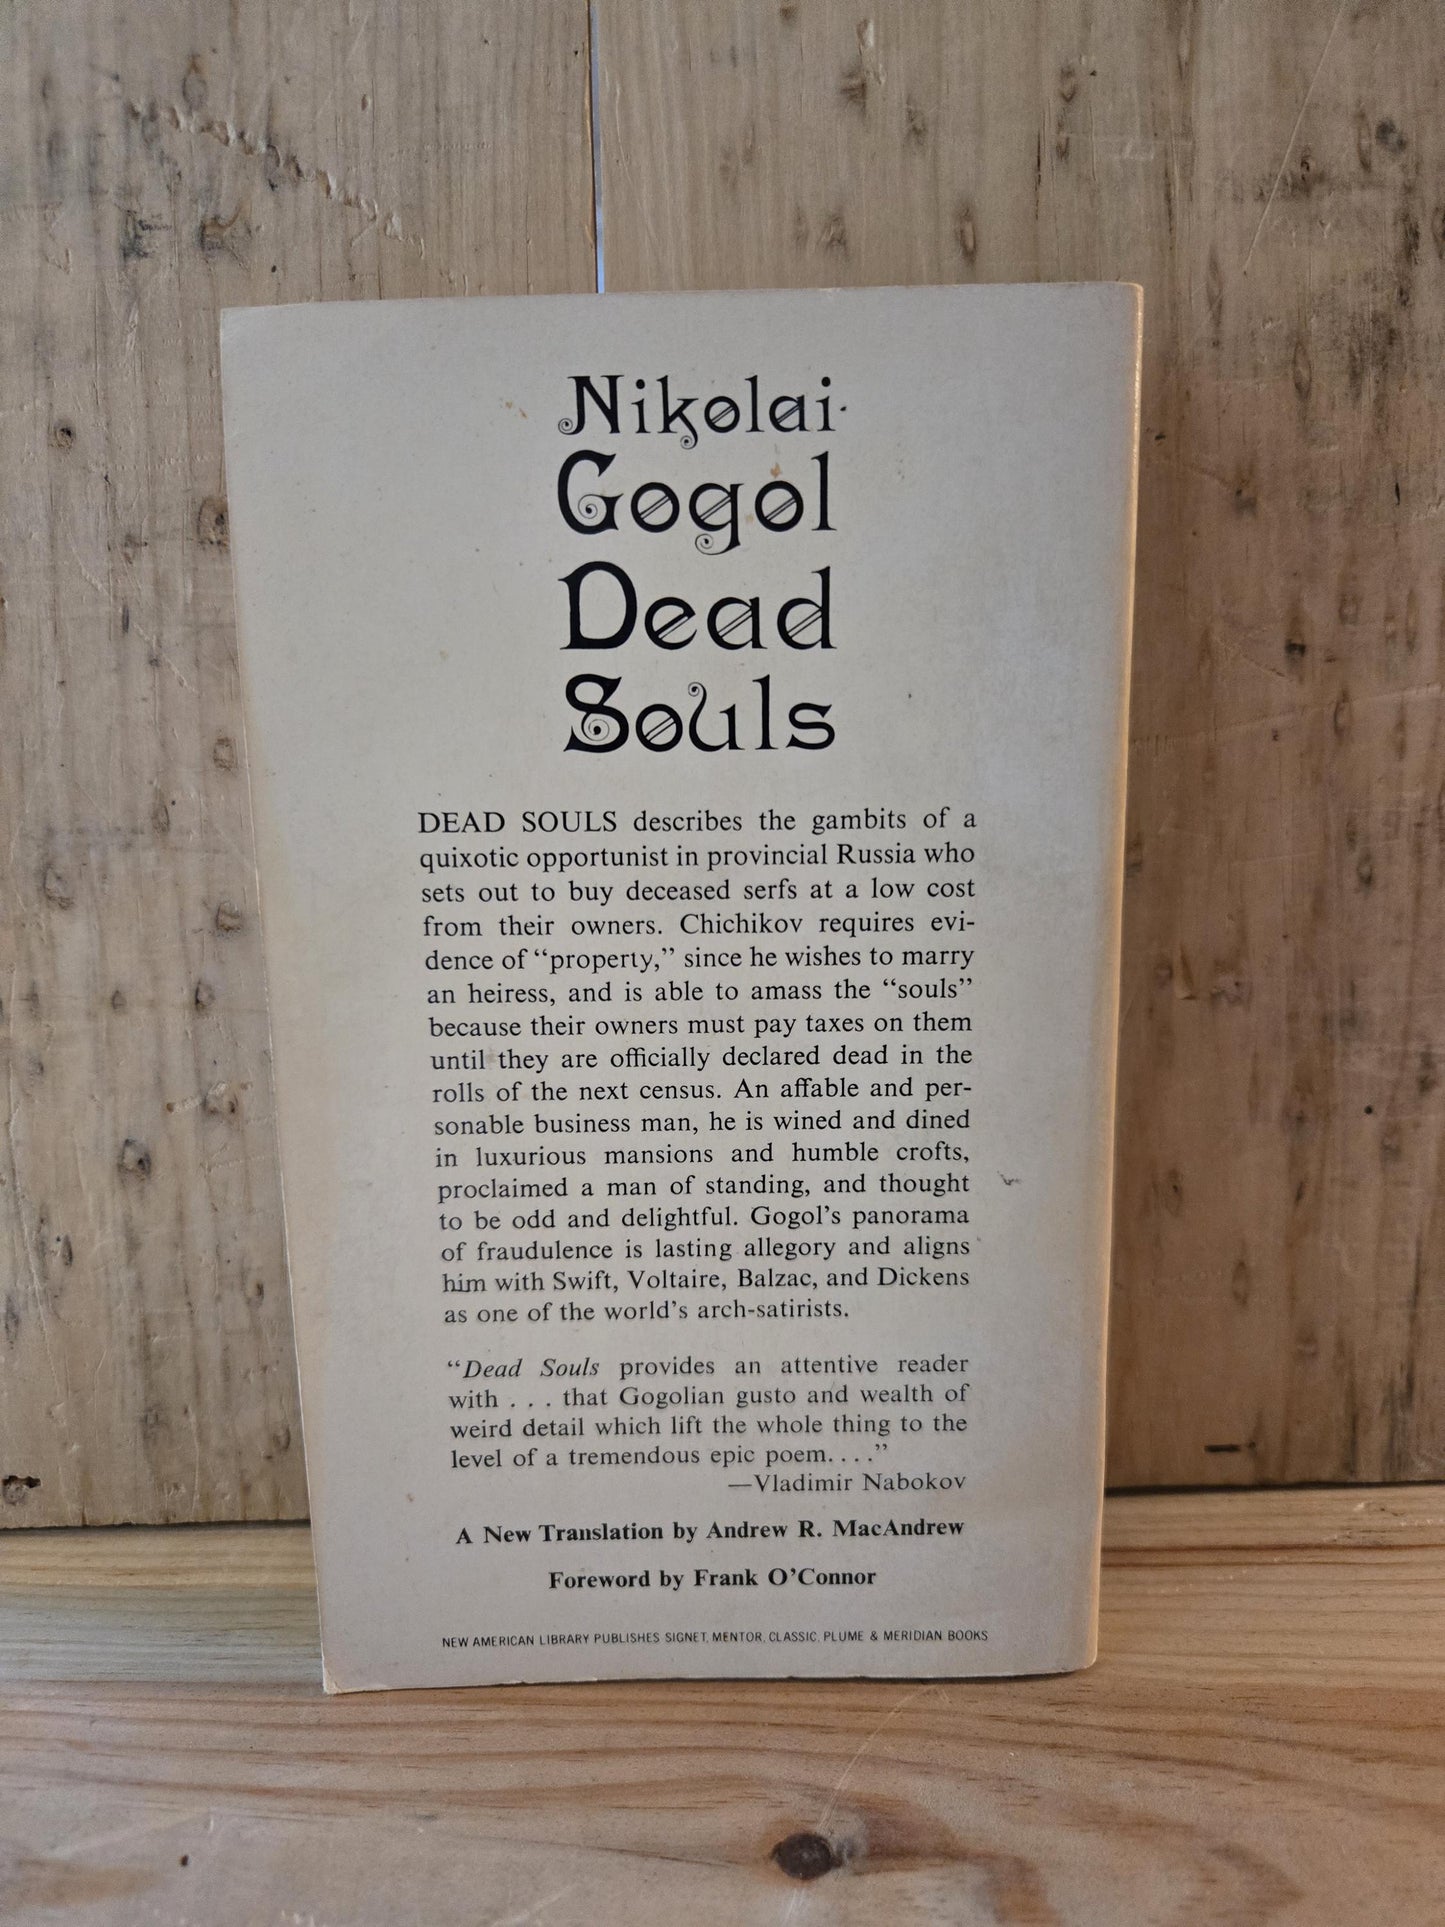 Nikolai
Gogol
Dead
Souls
DEAD SOULS describes the gambits of a
quixotic opportunist in provincial Russia who
sets out to buy deceased serfs at a low cost
from their owners. Chichikov requires evi-
dence of “property,” since he wishes to marry
an heiress, and is able to amass the “souls”
because their owners must pay taxes on them
until they are officially declared dead in the
rolls of the next census. An affable and per-
sonable business man, he is wined and dined
in luxurious mansions and humble crofts,
proclaimed a man of standing, and thought
to be odd and delightful. Gogol’s panorama
of fraudulence is lasting allegory and aligns
him with Swift, Voltaire, Balzac, and Dickens
as one of the world’s arch-satirists.
“Dead Souls provides an attentive reader
with . . . that Gogolian gusto and wealth of
weird detail which lift the whole thing to the
level of a tremendous epic poem. . . .”
—Vladimir Nabokov
A New Translation by Andrew R. MacAndrew
Foreword by Frank O’Connor
NEW AMERICAN LIBRARY PUBLISHES SIGNET, MENTOR, CLASSIC, PLUME & MERIDIAN BOOKS